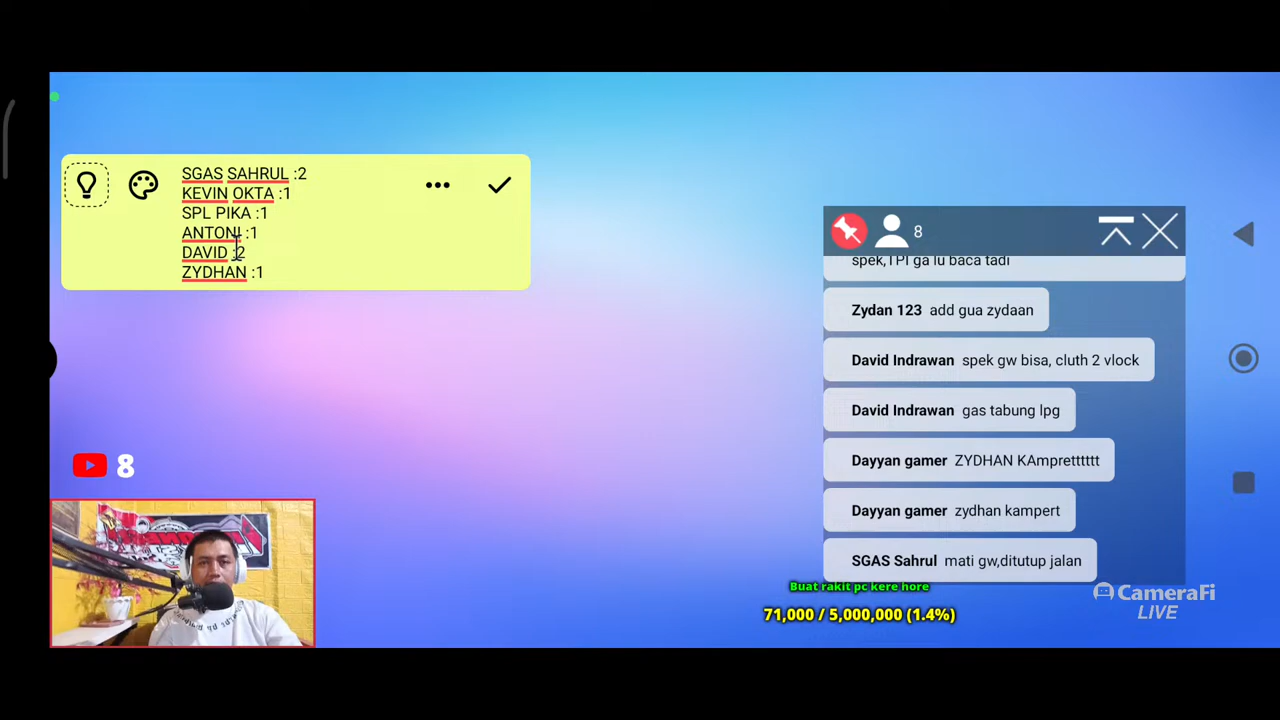 SGAS SAHRUL :2
KEVIN OKTA :1
SPL PIKA :1
ANTONI :1
DAVID :2
ZYDHAN :1
8
spek,TPI ga lu baca tadi
Zydan 123 add gua zydaan
David Indrawan spek gw bisa, cluth 2 vlock
David Indrawan gas tabung lpg
Dayyan gamer ZYDHAN KAmpretttttt
Dayyan gamer zydhan kampert
SGAS Sahrul mati gw,ditutup jalan
8
Buat rakit pc kere hore
71,000 / 5,000,000 (1.4%)
CameraFi
LIVE